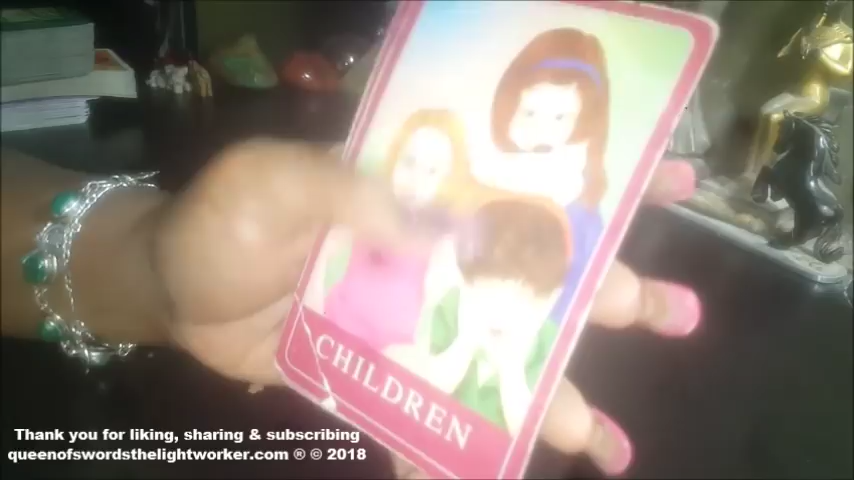 CHILDREN
Thank you for liking, sharing & subscribing
queenofswordsthelightworker.com ® © 2018